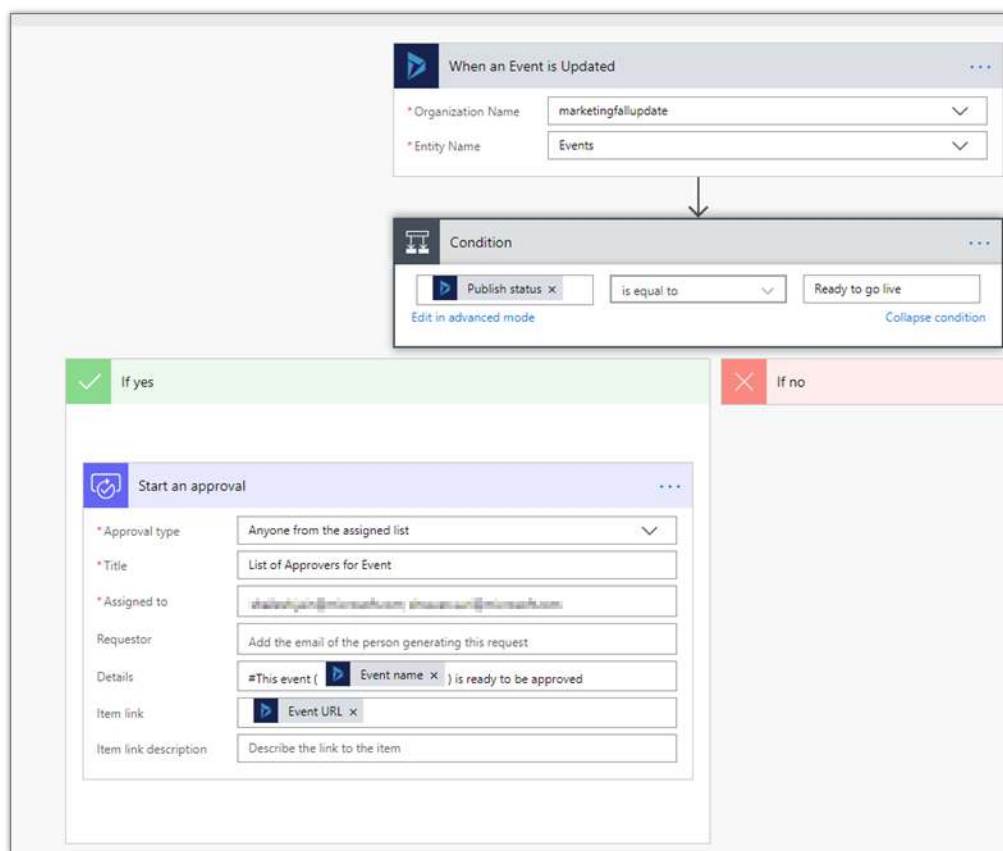 When an Event is Updated
* Organization Name marketingfallupdate
* Entity Name Events
Condition
Publish status × is equal to Ready to go live
Edit in advanced mode Collapse condition
If yes If no
Start an approval
* Approval type Anyone from the assigned list
* Title List of Approvers for Event
* Assigned to
Requestor Add the email of the person generating this request
Details #This event ( Event name × ) is ready to be approved
Item link Event URL ×
Item link description Describe the link to the item